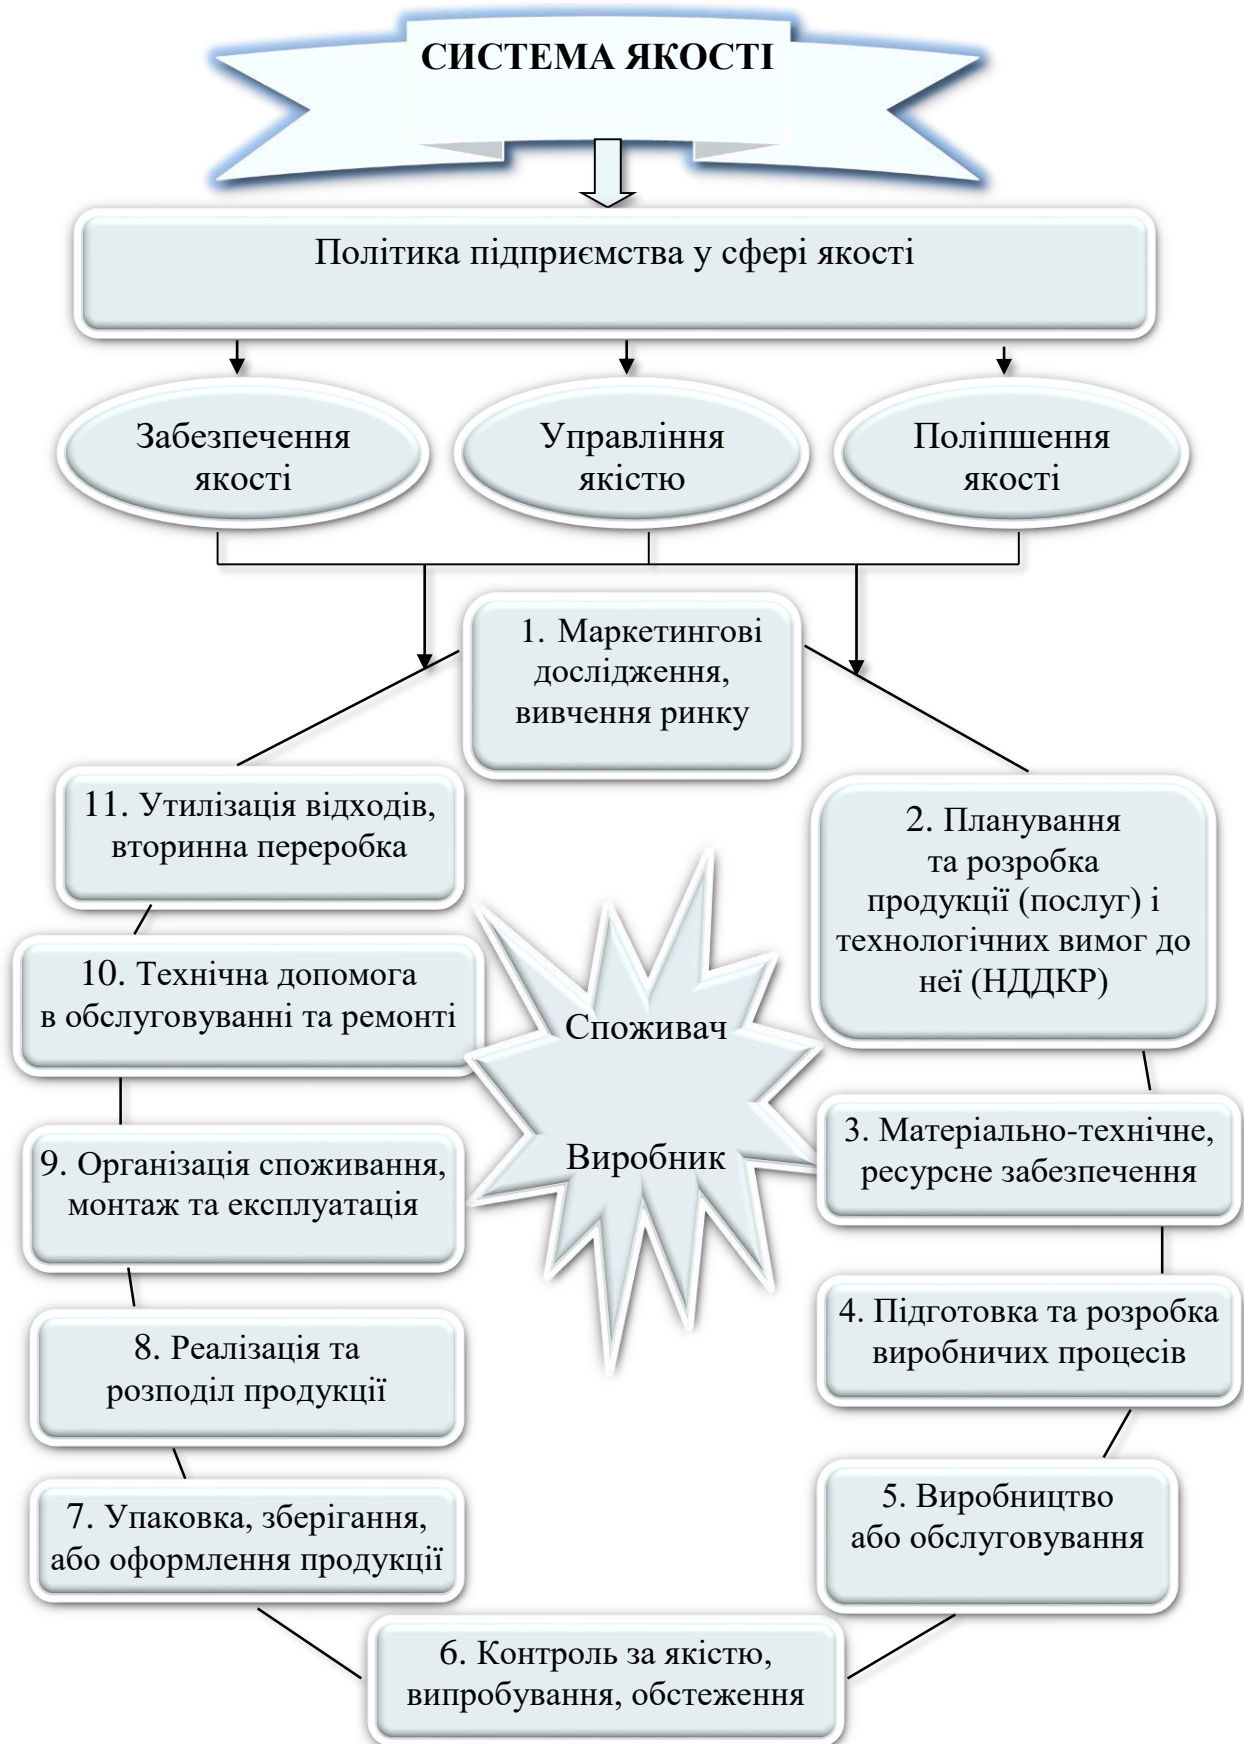 СИСТЕМА ЯКОСТІ
Політика підприємства у сфері якості
Забезпечення
якості
Управління
якістю
Поліпшення
якості
1. Маркетингові
дослідження,
вивчення ринку
2. Планування
та розробка
продукції (послуг) і
технологічних вимог до
неї (НДДКР)
3. Матеріально-технічне,
ресурсне забезпечення
4. Підготовка та розробка
виробничих процесів
5. Виробництво
або обслуговування
6. Контроль за якістю,
випробування, обстеження
7. Упаковка, зберігання,
або оформлення продукції
8. Реалізація та
розподіл продукції
9. Організація споживання,
монтаж та експлуатація
10. Технічна допомога
в обслуговуванні та ремонті
11. Утилізація відходів,
вторинна переробка
Споживач
Виробник